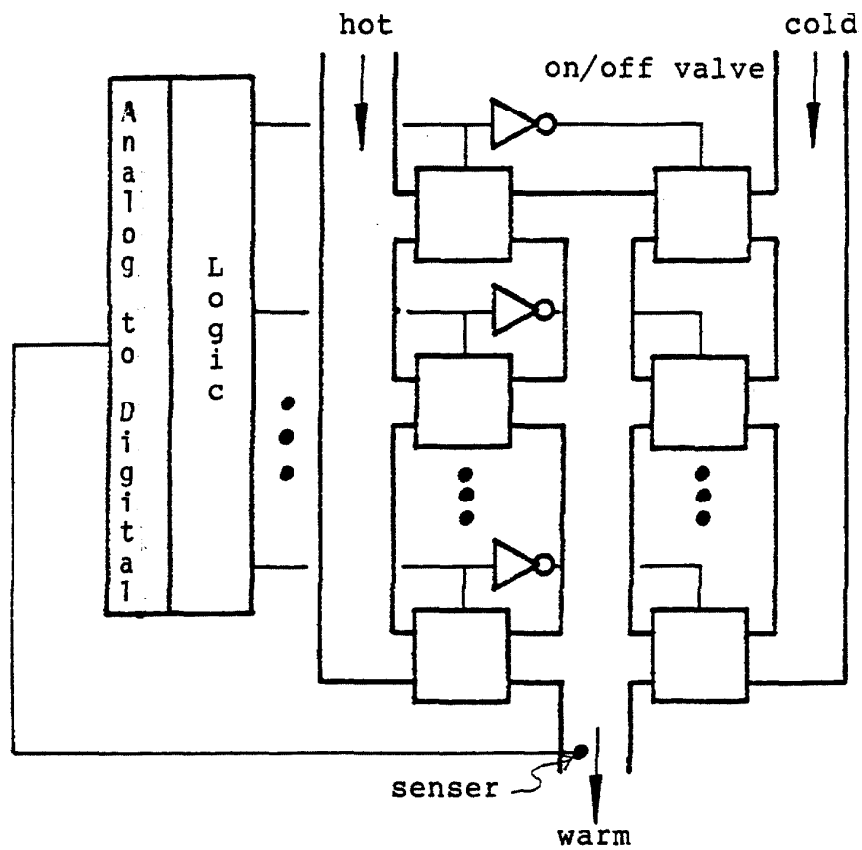 hot
cold
on/off valve
Analog to Digital
Logic
senser
warm